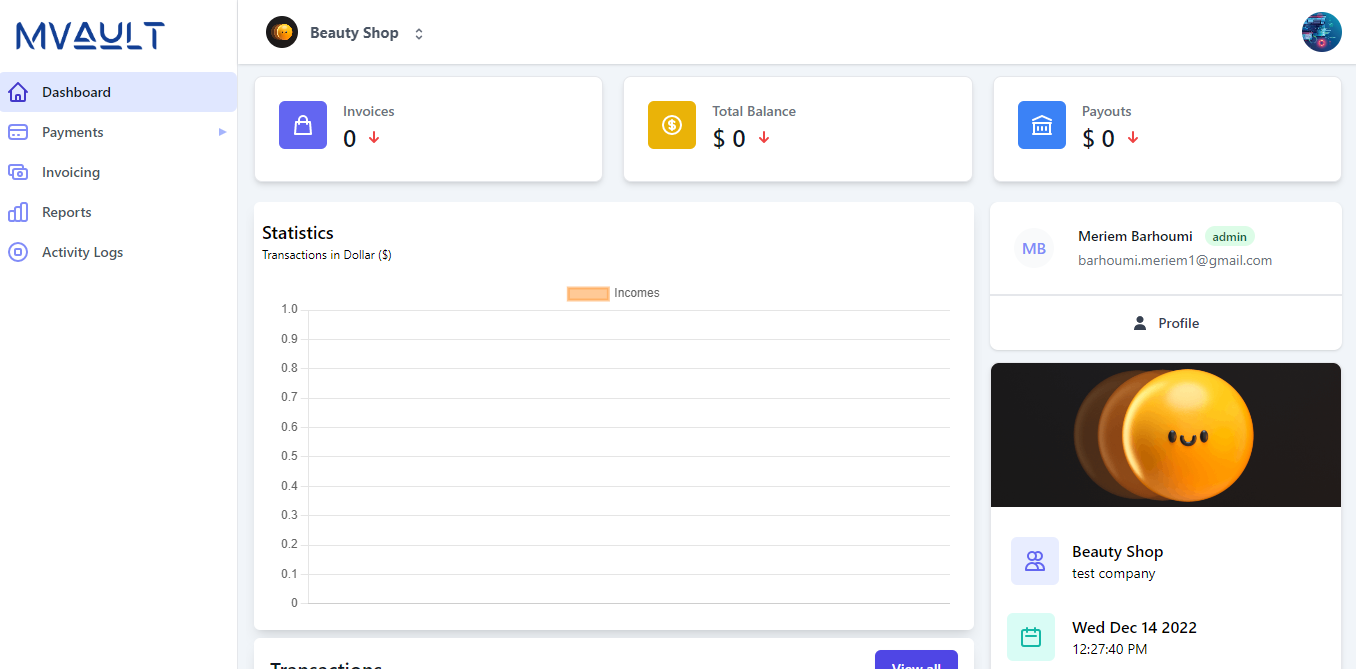 MVAULT
Dashboard
Payments
Invoicing
Reports
Activity Logs
Beauty Shop
Invoices
0
Total Balance
$ 0
Payouts
$ 0
Statistics
Transactions in Dollar ($)
Incomes
1.0
0.9
0.8
0.7
0.6
0.5
0.4
0.3
0.2
0.1
0
Transactions
View all
MB
Meriem Barhoumi admin
barhoumi.meriem1@gmail.com
Profile
Beauty Shop
test company
Wed Dec 14 2022
12:27:40 PM